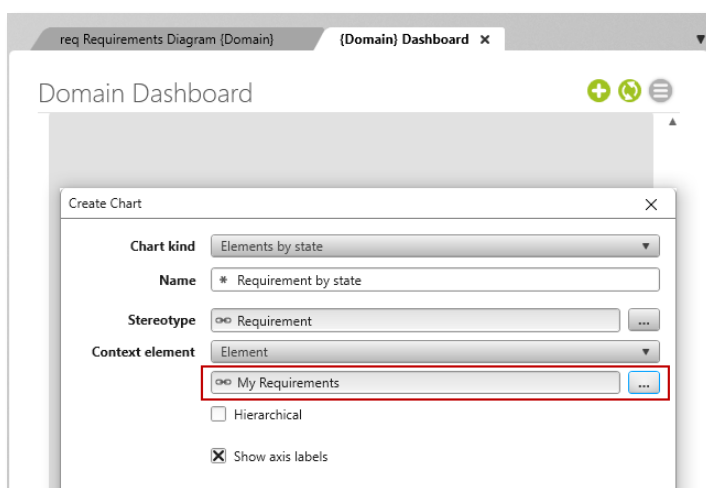 req Requirements Diagram {Domain} {Domain} Dashboard
Domain Dashboard
Create Chart
Chart kind Elements by state
Name * Requirement by state
Stereotype Requirement ...
Context element Element
My Requirements ...
Hierarchical
Show axis labels